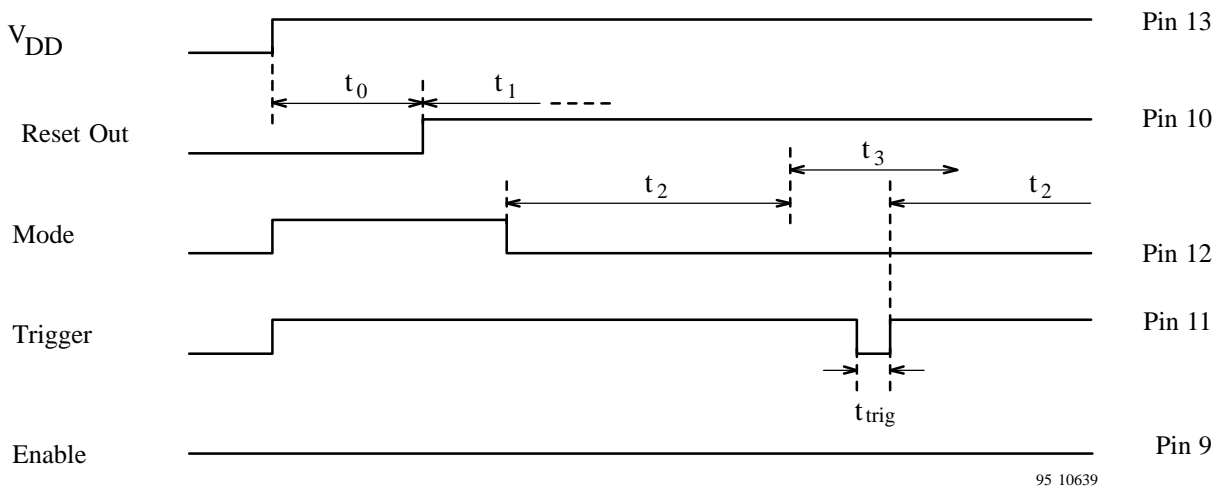 VDD
Pin 13
t0
t1
Reset Out
Pin 10
t3
t2
t2
Mode
Pin 12
Trigger
Pin 11
ttrig
Enable
Pin 9
95 10639